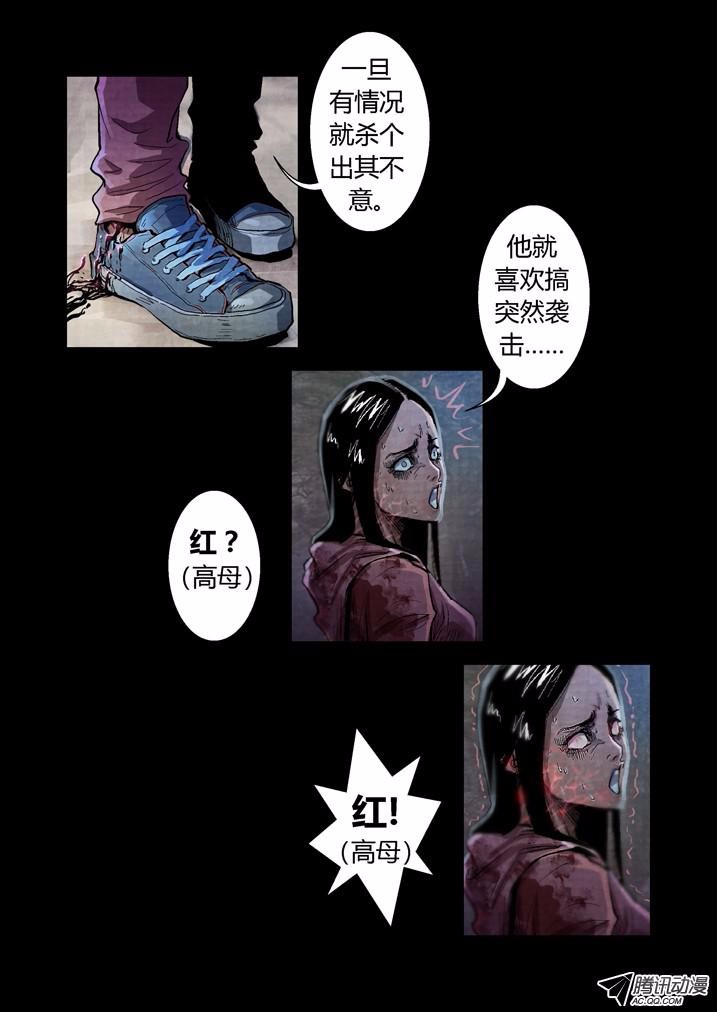 一旦
有情况
就杀个
出其不
意。
他就
喜欢搞
突然袭
击……
红？
（高母）
红!
（高母）
腾讯动漫
AC.QQ.COM